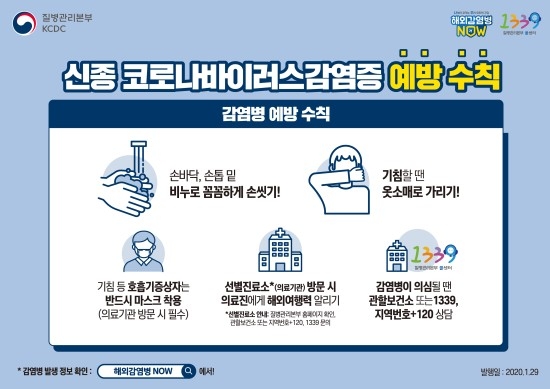 질병관리본부
KCDC
해외감염병
NOW
1339
질병관리본부 콜센터
신종 코로나바이러스감염증 예방 수칙
감염병 예방 수칙
손바닥, 손톱 밑
비누로 꼼꼼하게 손씻기!
기침할 땐
옷소매로 가리기!
기침 등 호흡기증상자는
반드시 마스크 착용
(의료기관 방문 시 필수)
선별진료소*(의료기관) 방문 시
의료진에게 해외여행력 알리기
*선별진료소 안내: 질병관리본부 홈페이지 확인,
관할보건소 또는 지역번호+120, 1339 문의
1339
질병관리본부 콜센터
감염병이 의심될 땐
관할보건소 또는 1339,
지역번호+120 상담
* 감염병 발생 정보 확인 : 해외감염병 NOW 에서!
발행일 : 2020.1.29